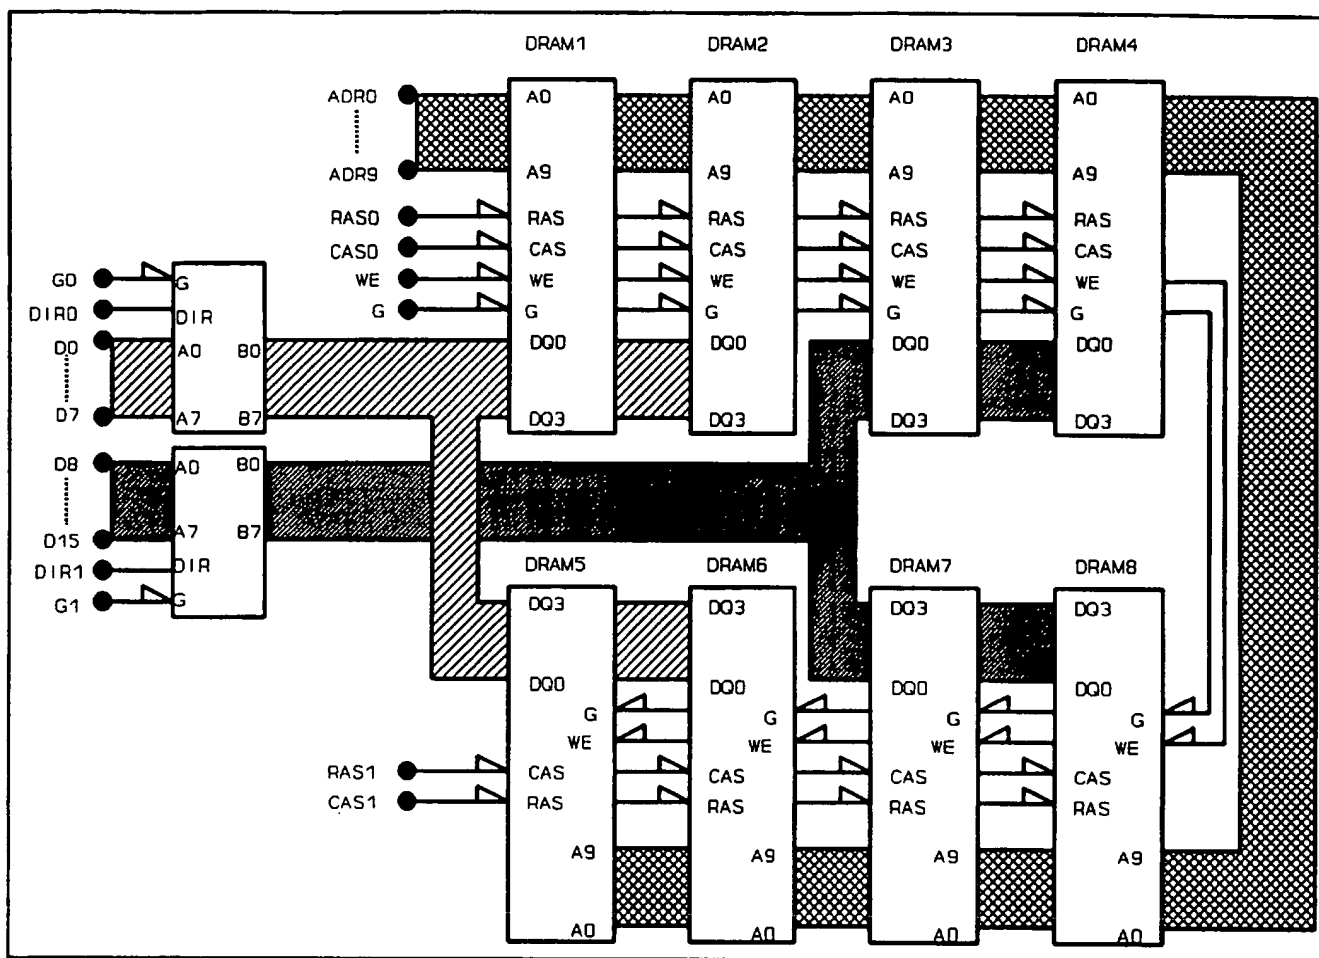 DRAM1 DRAM2 DRAM3 DRAM4
ADR0 A0 A0 A0 A0
ADR9 A9 A9 A9 A9
RAS0 RAS RAS RAS RAS
CAS0 CAS CAS CAS CAS
G0 G WE WE WE WE WE
DIR0 DIR G G G G G
D0 A0 B0 DQ0 DQ0 DQ0 DQ0
D7 A7 B7 DQ3 DQ3 DQ3 DQ3
D8 A0 B0
D15 A7 B7
DIR1 DIR DRAM5 DRAM6 DRAM7 DRAM8
G1 G DQ3 DQ3 DQ3 DQ3
DQ0 DQ0 DQ0 DQ0
G G G G
WE WE WE WE
RAS1 CAS CAS CAS CAS
CAS1 RAS RAS RAS RAS
A9 A9 A9 A9
A0 A0 A0 A0